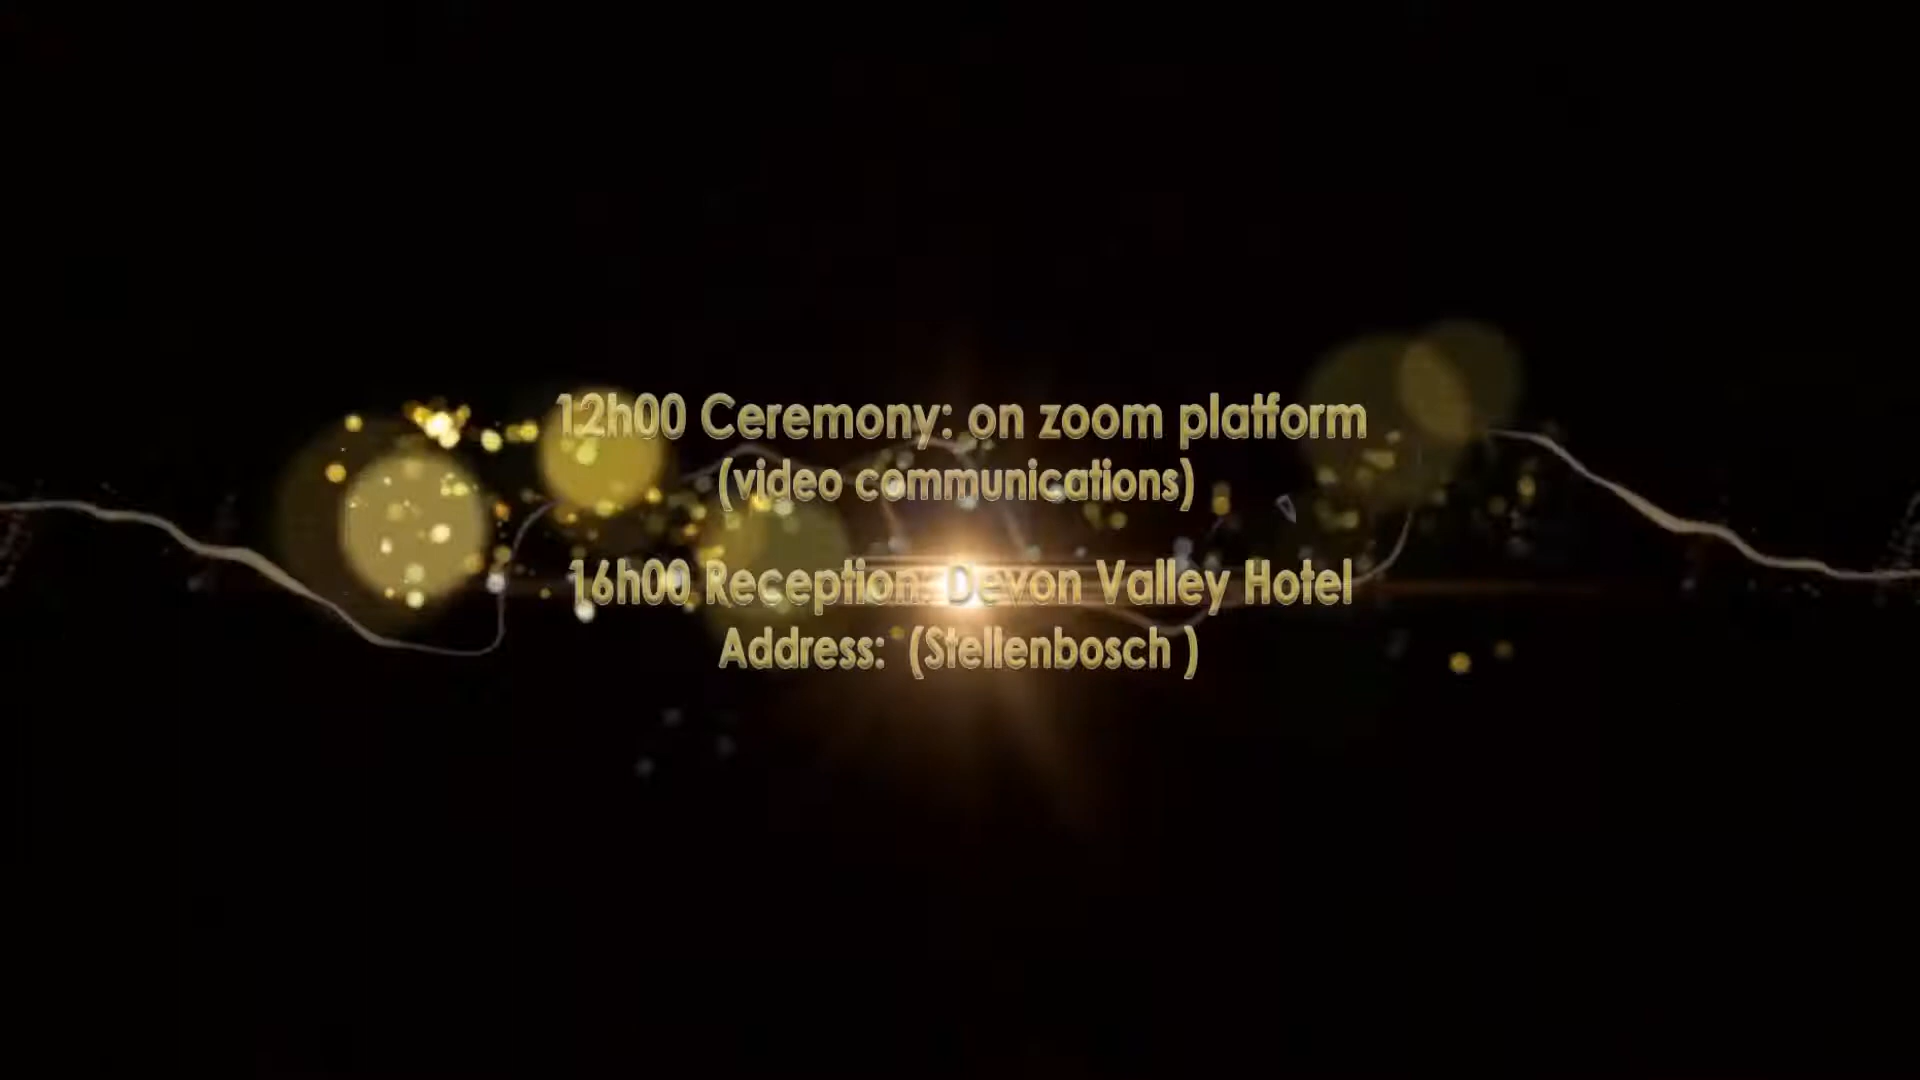 12h00 Ceremony: on zoom platform
(video communications)
16h00 Reception: Devon Valley Hotel
Address: (Stellenbosch )